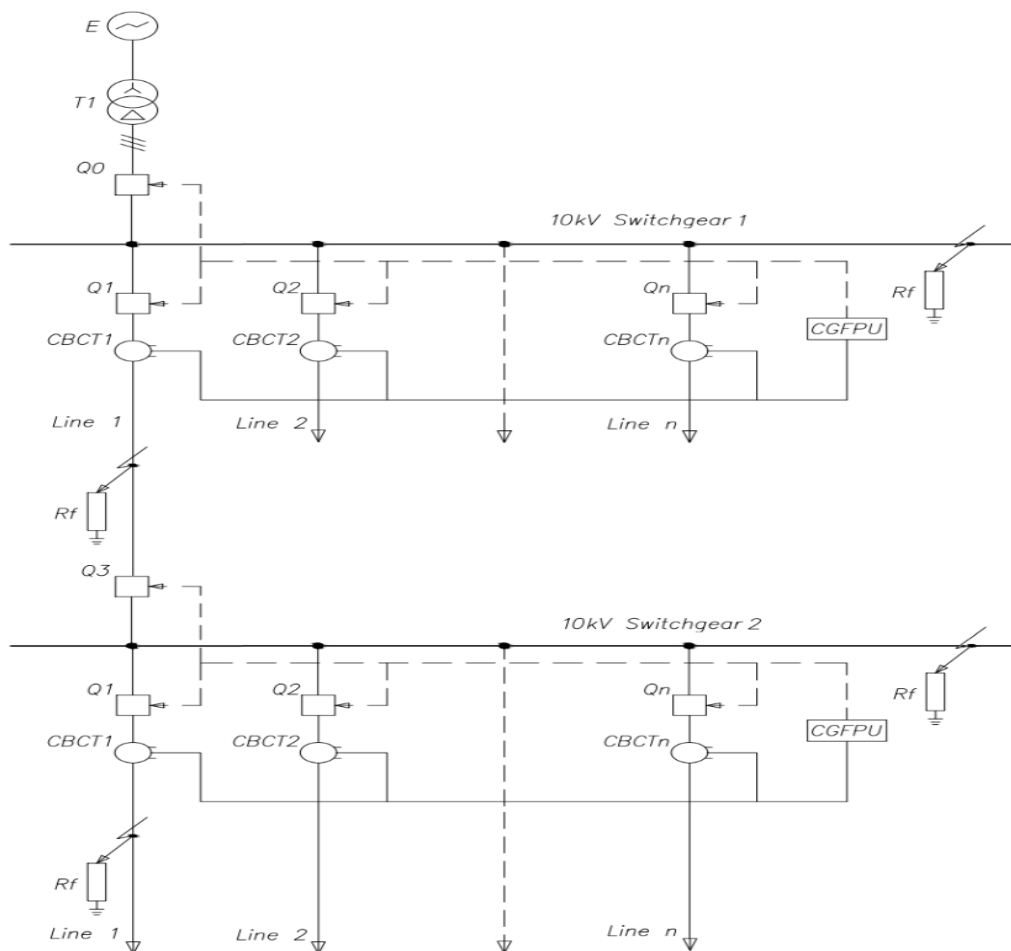 E
T1
Q0
10kV Switchgear 1
Q1
Q2
Qn
Rf
CBCT1
CBCT2
CBCTn
CGFPU
Line 1
Line 2
Line n
Rf
Q3
10kV Switchgear 2
Q1
Q2
Qn
Rf
CBCT1
CBCT2
CBCTn
CGFPU
Rf
Line 1
Line 2
Line n